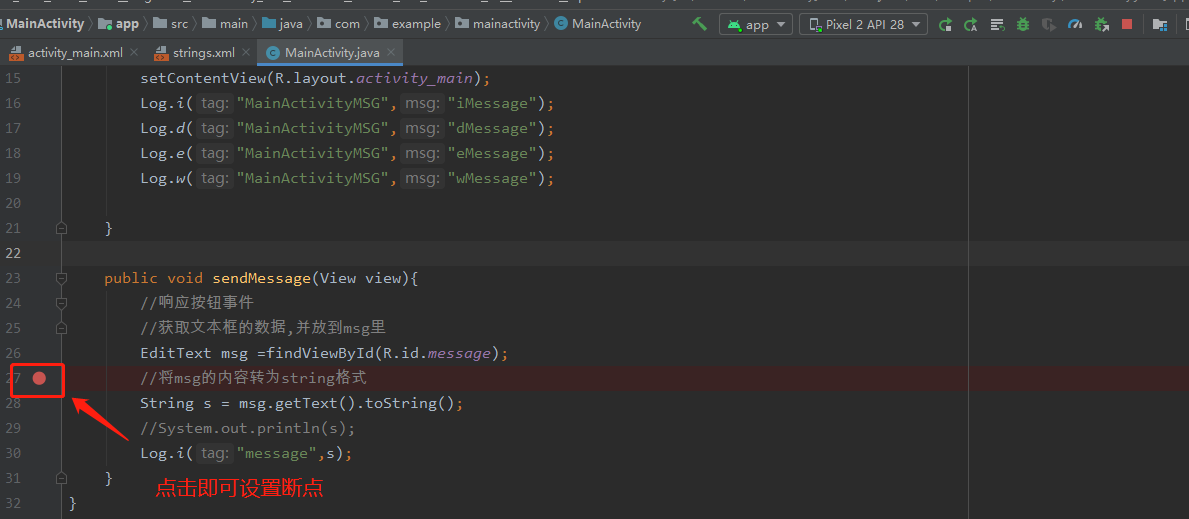 MainActivity app src main java com example mainactivity MainActivity app Pixel 2 API 28
activity_main.xml strings.xml MainActivity.java
15 setContentView(R.layout.activity_main);
16 Log.i( tag: "MainActivityMSG", msg: "iMessage");
17 Log.d( tag: "MainActivityMSG", msg: "dMessage");
18 Log.e( tag: "MainActivityMSG", msg: "eMessage");
19 Log.w( tag: "MainActivityMSG", msg: "wMessage");
20
21 }
22
23 public void sendMessage(View view){
24 //响应按钮事件
25 //获取文本框的数据,并放到msg里
26 EditText msg =findViewById(R.id.message);
27 //将msg的内容转为string格式
28 String s = msg.getText().toString();
29 //System.out.println(s);
30 Log.i( tag: "message",s);
31 }
点击即可设置断点
32 }